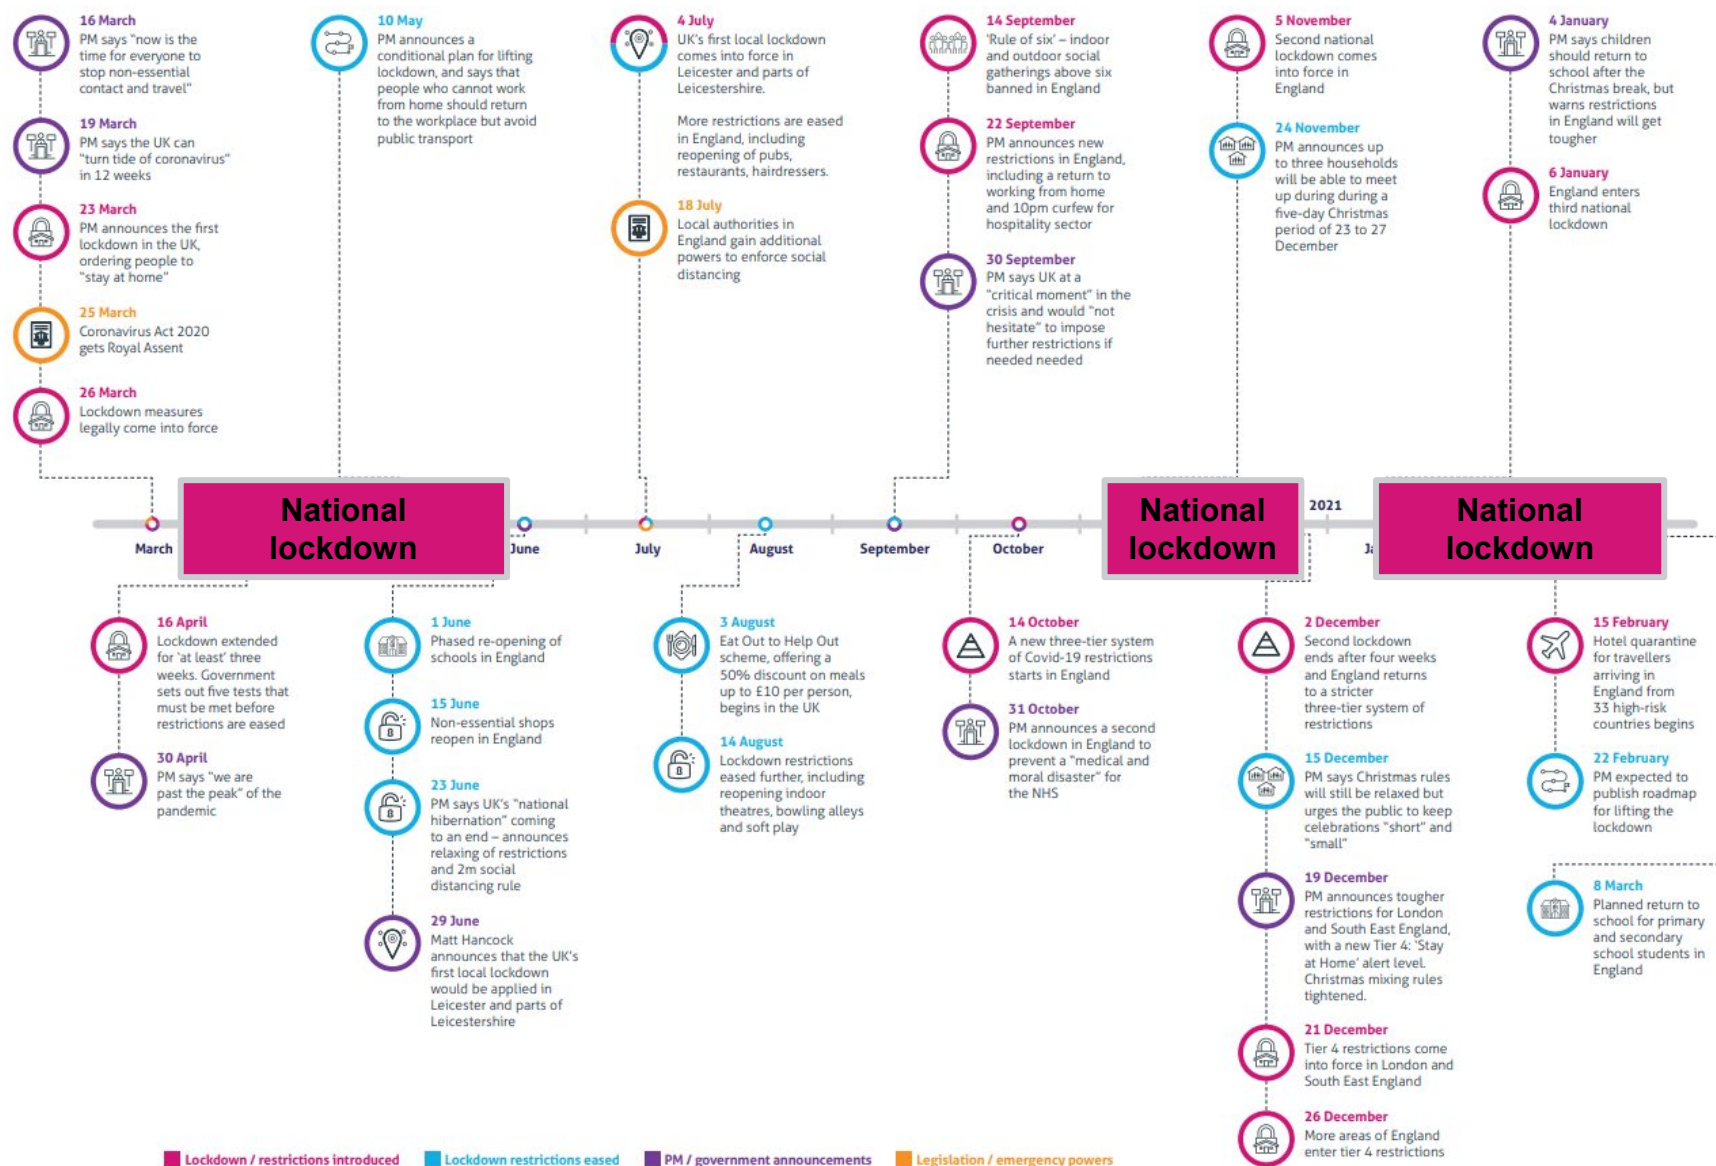 16 March
PM says "now is the
time for everyone to
stop non-essential
contact and travel"
19 March
PM says the UK can
"turn tide of coronavirus"
in 12 weeks
23 March
PM announces the first
lockdown in the UK,
ordering people to
"stay at home"
25 March
Coronavirus Act 2020
gets Royal Assent
26 March
Lockdown measures
legally come into force
10 May
PM announces a
conditional plan for lifting
lockdown, and says that
people who cannot work
from home should return
to the workplace but avoid
public transport
4 July
UK's first local lockdown
comes into force in
Leicester and parts of
Leicestershire.
More restrictions are eased
in England, including
reopening of pubs,
restaurants, hairdressers.
18 July
Local authorities in
England gain additional
powers to enforce social
distancing
14 September
'Rule of six' – indoor
and outdoor social
gatherings above six
banned in England
22 September
PM announces new
restrictions in England,
including a return to
working from home
and 10pm curfew for
hospitality sector
30 September
PM says UK at a
"critical moment" in the
crisis and would "not
hesitate" to impose
further restrictions if
needed needed
5 November
Second national
lockdown comes
into force in
England
24 November
PM announces up
to three households
will be able to meet
up during during a
five-day Christmas
period of 23 to 27
December
4 January
PM says children
should return to
school after the
Christmas break, but
warns restrictions
in England will get
tougher
6 January
England enters
third national
lockdown
National
lockdown
National
lockdown
2021
National
lockdown
March
June
July
August
September
October
16 April
Lockdown extended
for 'at least' three
weeks. Government
sets out five tests that
must be met before
restrictions are eased
30 April
PM says "we are
past the peak" of the
pandemic
1 June
Phased re-opening of
schools in England
15 June
Non-essential shops
reopen in England
23 June
PM says UK's "national
hibernation" coming
to an end – announces
relaxing of restrictions
and 2m social
distancing rule
29 June
Matt Hancock
announces that the UK's
first local lockdown
would be applied in
Leicester and parts of
Leicestershire
3 August
Eat Out to Help Out
scheme, offering a
50% discount on meals
up to £10 per person,
begins in the UK
14 August
Lockdown restrictions
eased further, including
reopening indoor
theatres, bowling alleys
and soft play
14 October
A new three-tier system
of Covid-19 restrictions
starts in England
31 October
PM announces a second
lockdown in England to
prevent a "medical and
moral disaster" for
the NHS
2 December
Second lockdown
ends after four weeks
and England returns
to a stricter
three-tier system of
restrictions
15 December
PM says Christmas rules
will still be relaxed but
urges the public to keep
celebrations "short" and
"small"
19 December
PM announces tougher
restrictions for London
and South East England,
with a new Tier 4: 'Stay
at Home' alert level.
Christmas mixing rules
tightened.
21 December
Tier 4 restrictions come
into force in London and
South East England
26 December
More areas of England
enter tier 4 restrictions
15 February
Hotel quarantine
for travellers
arriving in
England from
33 high-risk
countries begins
22 February
PM expected to
publish roadmap
for lifting the
lockdown
8 March
Planned return to
school for primary
and secondary
school students in
England
Lockdown / restrictions introduced
Lockdown restrictions eased
PM / government announcements
Legislation / emergency powers